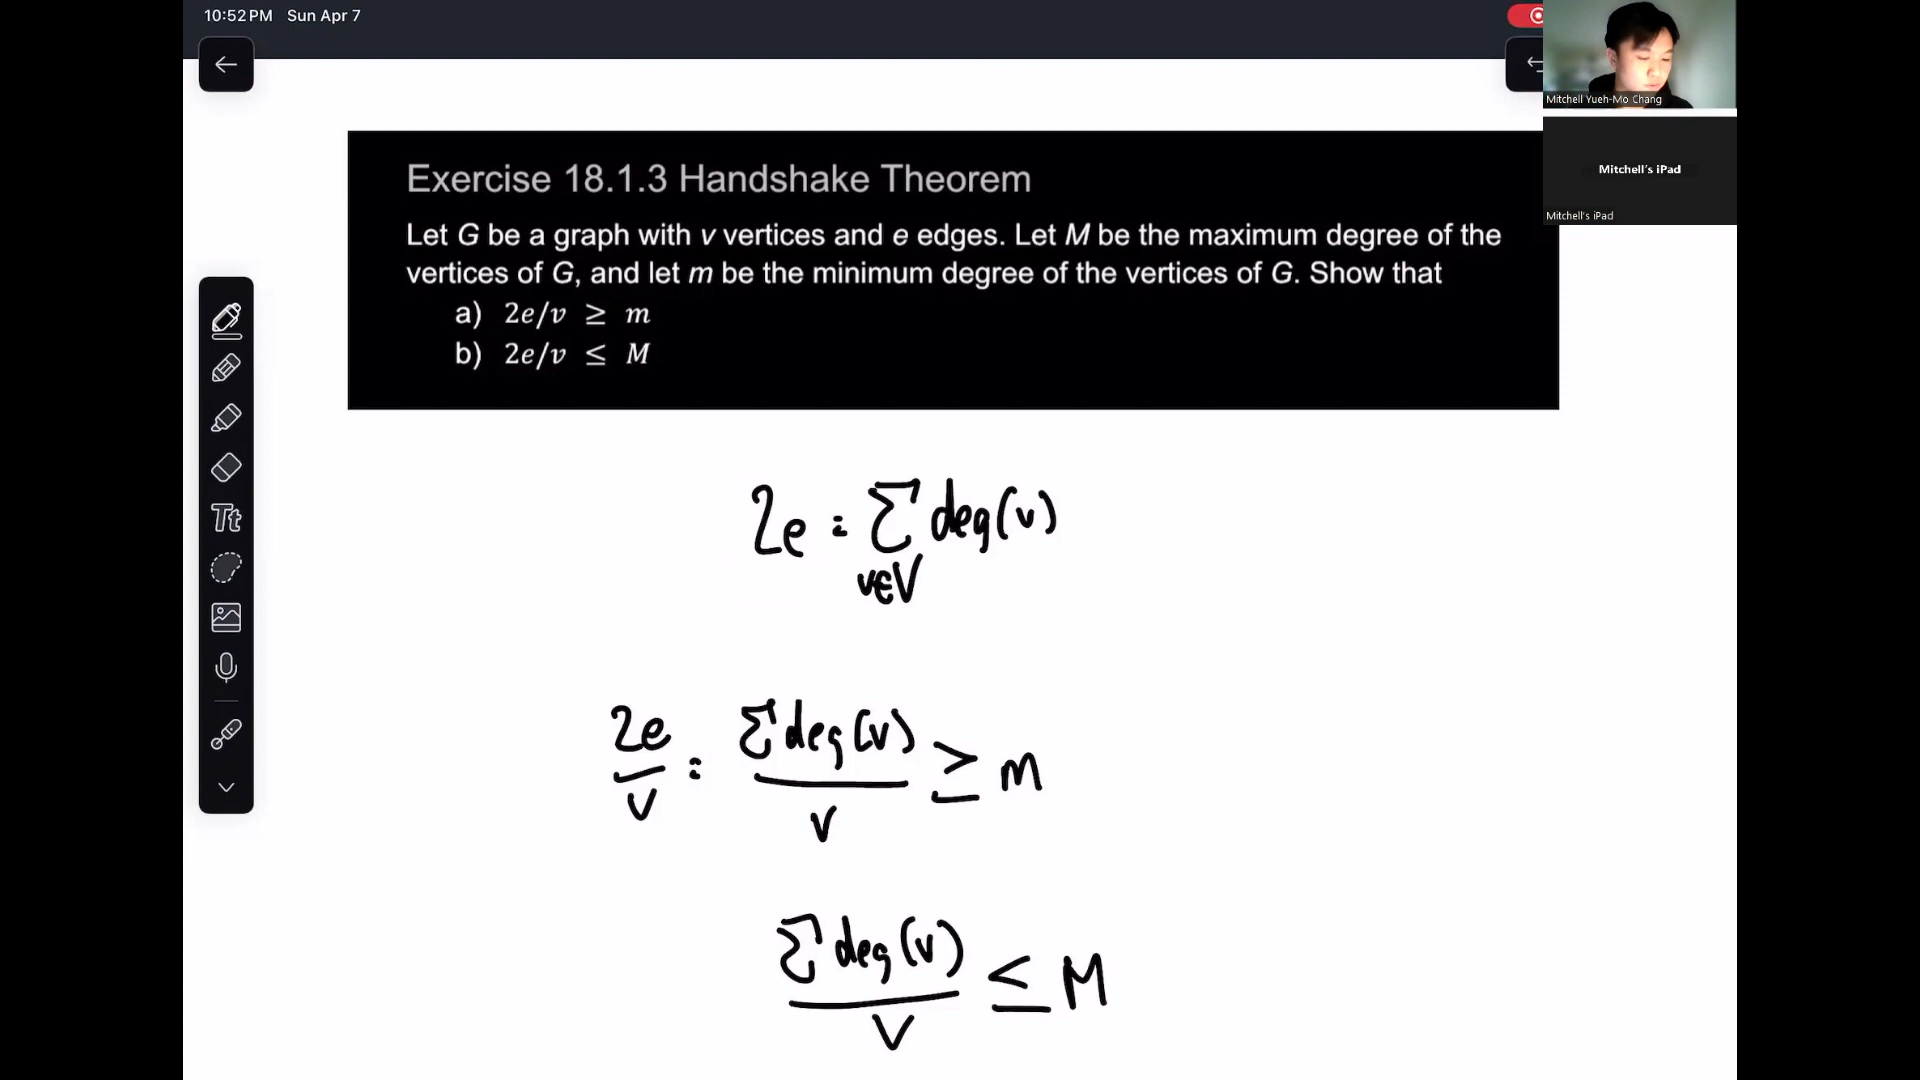 10:52 PM Sun Apr 7
Mitchell Yueh-Mo Chang
Mitchell's iPad
Mitchell's iPad
Exercise 18.1.3 Handshake Theorem
Let G be a graph with v vertices and e edges. Let M be the maximum degree of the
vertices of G, and let m be the minimum degree of the vertices of G. Show that
a) 2e/v ≥ m
b) 2e/v ≤ M
Tt
2e = Σ deg(v)
v∈V
2e/v = Σ deg(v)/v ≥ m
Σ deg(v)/v ≤ M